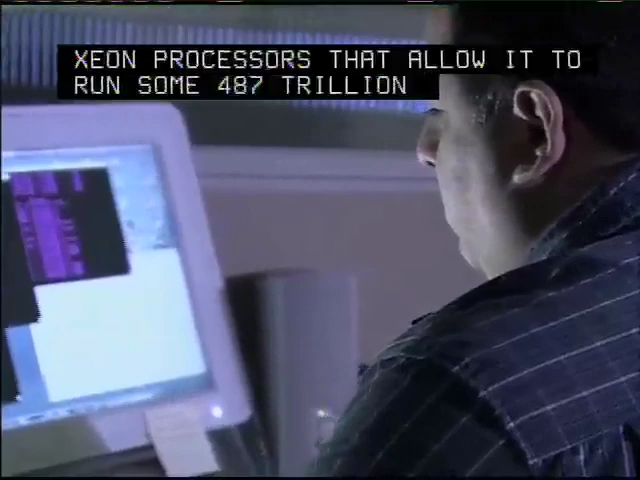 XEON PROCESSORS THAT ALLOW IT TO
RUN SOME 487 TRILLION